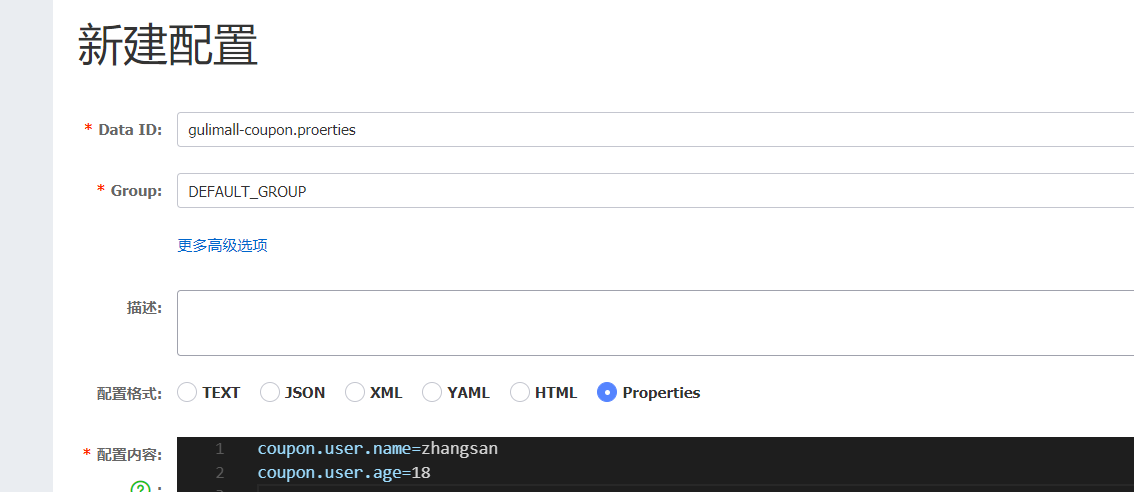 新建配置
* Data ID: gulimall-coupon.proerties
* Group: DEFAULT_GROUP
更多高级选项
描述:
配置格式: TEXT JSON XML YAML HTML Properties
* 配置内容: 1 coupon.user.name=zhangsan
? : 2 coupon.user.age=18